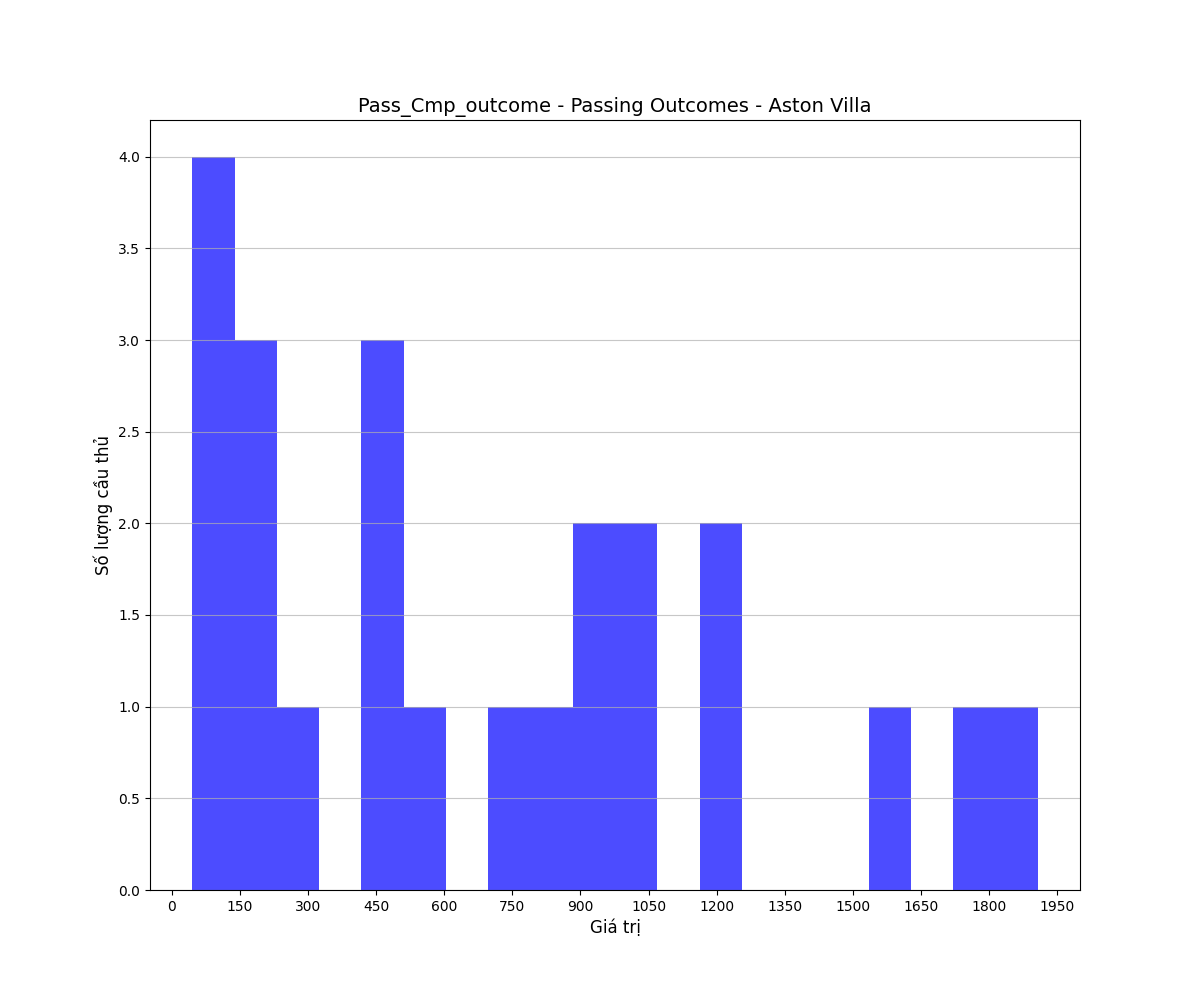 Pass_Cmp_outcome - Passing Outcomes - Aston Villa
4.0
3.5
3.0
2.5
2.0
1.5
1.0
0.5
0.0
Số lượng cầu thủ
0 150 300 450 600 750 900 1050 1200 1350 1500 1650 1800 1950
Giá trị